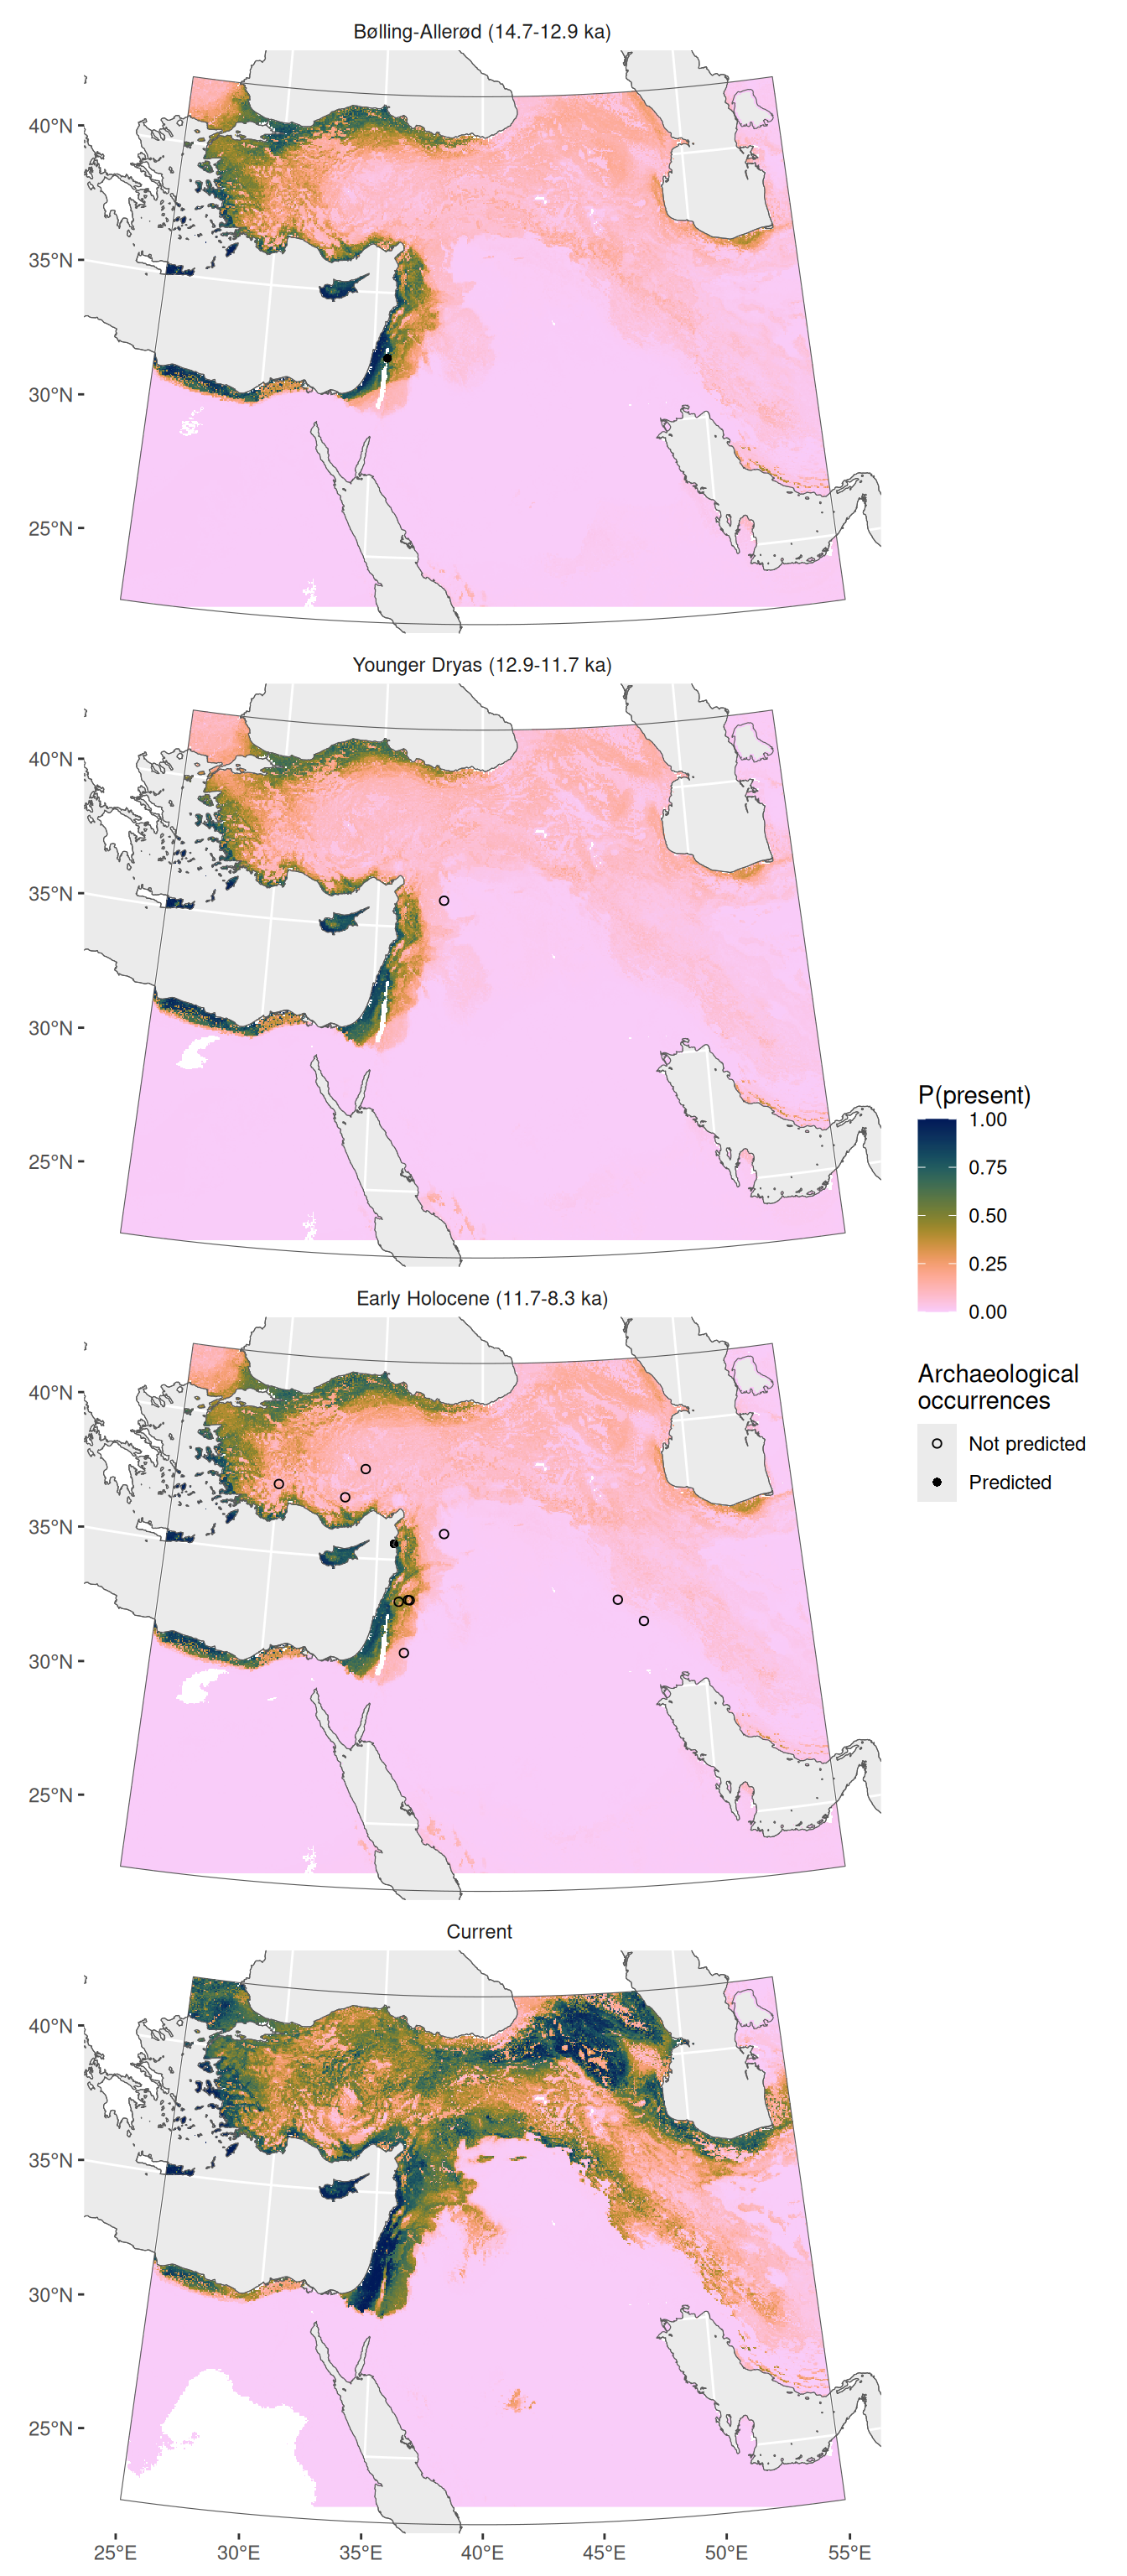 Bølling-Allerød (14.7-12.9 ka)
40°N
35°N
30°N
25°N
Younger Dryas (12.9-11.7 ka)
40°N
35°N
30°N
25°N
P(present)
1.00
0.75
0.50
0.25
0.00
Early Holocene (11.7-8.3 ka)
40°N
35°N
30°N
25°N
Archaeological
occurrences
Not predicted
Predicted
Current
40°N
35°N
30°N
25°N
25°E 30°E 35°E 40°E 45°E 50°E 55°E